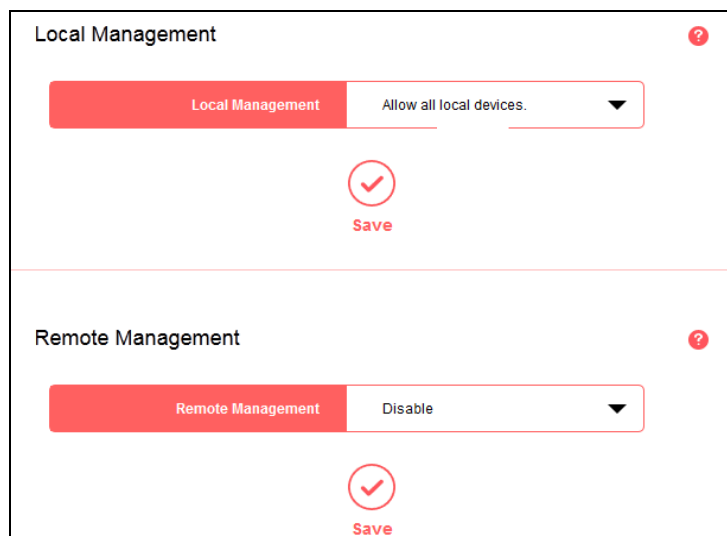 Local Management
?
Local Management Allow all local devices.
Save
Remote Management
?
Remote Management Disable
Save